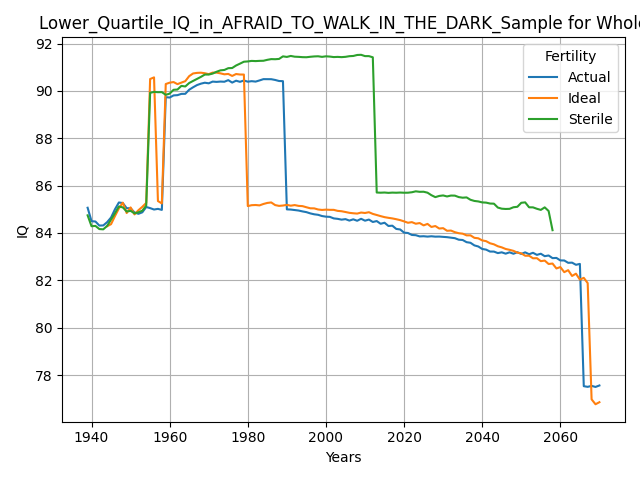 Lower_Quartile_IQ_in_AFRAID_TO_WALK_IN_THE_DARK_Sample for Whole
92
90
88
86
84
82
80
78
IQ
1940
1960
1980
2000
2020
2040
2060
Years
Fertility
Actual
Ideal
Sterile